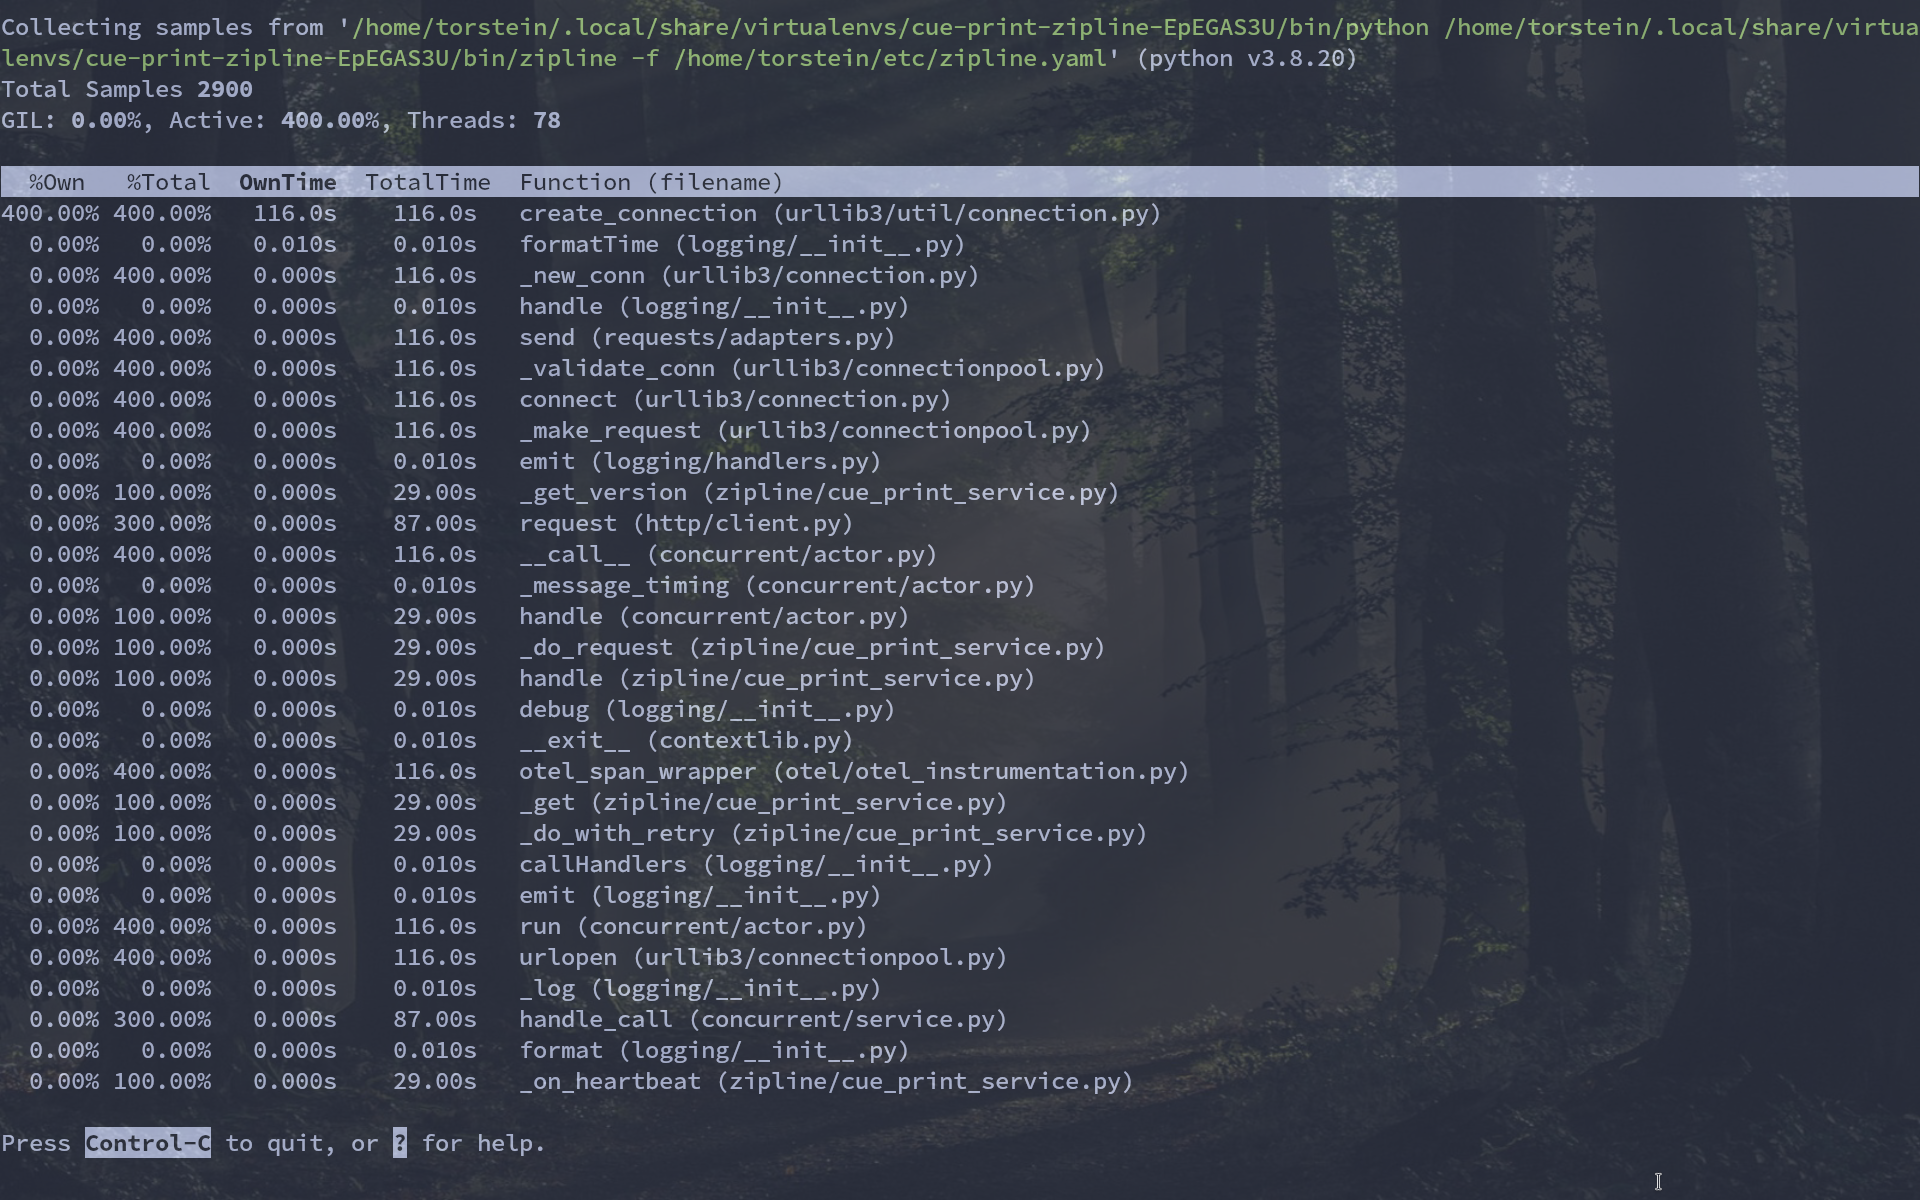 Collecting samples from '/home/torstein/.local/share/virtualenvs/cue-print-zipline-EpEGAS3U/bin/python /home/torstein/.local/share/virtua
lenvs/cue-print-zipline-EpEGAS3U/bin/zipline -f /home/torstein/etc/zipline.yaml' (python v3.8.20)
Total Samples 2900
GIL: 0.00%, Active: 400.00%, Threads: 78
%Own %Total OwnTime TotalTime Function (filename)
400.00% 400.00% 116.0s 116.0s create_connection (urllib3/util/connection.py)
0.00% 0.00% 0.010s 0.010s formatTime (logging/__init__.py)
0.00% 400.00% 0.000s 116.0s _new_conn (urllib3/connection.py)
0.00% 0.00% 0.000s 0.010s handle (logging/__init__.py)
0.00% 400.00% 0.000s 116.0s send (requests/adapters.py)
0.00% 400.00% 0.000s 116.0s _validate_conn (urllib3/connectionpool.py)
0.00% 400.00% 0.000s 116.0s connect (urllib3/connection.py)
0.00% 400.00% 0.000s 116.0s _make_request (urllib3/connectionpool.py)
0.00% 0.00% 0.000s 0.010s emit (logging/handlers.py)
0.00% 100.00% 0.000s 29.00s _get_version (zipline/cue_print_service.py)
0.00% 300.00% 0.000s 87.00s request (http/client.py)
0.00% 400.00% 0.000s 116.0s __call__ (concurrent/actor.py)
0.00% 0.00% 0.000s 0.010s _message_timing (concurrent/actor.py)
0.00% 100.00% 0.000s 29.00s handle (concurrent/actor.py)
0.00% 100.00% 0.000s 29.00s _do_request (zipline/cue_print_service.py)
0.00% 100.00% 0.000s 29.00s handle (zipline/cue_print_service.py)
0.00% 0.00% 0.000s 0.010s debug (logging/__init__.py)
0.00% 0.00% 0.000s 0.010s __exit__ (contextlib.py)
0.00% 400.00% 0.000s 116.0s otel_span_wrapper (otel/otel_instrumentation.py)
0.00% 100.00% 0.000s 29.00s _get (zipline/cue_print_service.py)
0.00% 100.00% 0.000s 29.00s _do_with_retry (zipline/cue_print_service.py)
0.00% 0.00% 0.000s 0.010s callHandlers (logging/__init__.py)
0.00% 0.00% 0.000s 0.010s emit (logging/__init__.py)
0.00% 400.00% 0.000s 116.0s run (concurrent/actor.py)
0.00% 400.00% 0.000s 116.0s urlopen (urllib3/connectionpool.py)
0.00% 0.00% 0.000s 0.010s _log (logging/__init__.py)
0.00% 300.00% 0.000s 87.00s handle_call (concurrent/service.py)
0.00% 0.00% 0.000s 0.010s format (logging/__init__.py)
0.00% 100.00% 0.000s 29.00s _on_heartbeat (zipline/cue_print_service.py)
Press Control-C to quit, or ? for help.